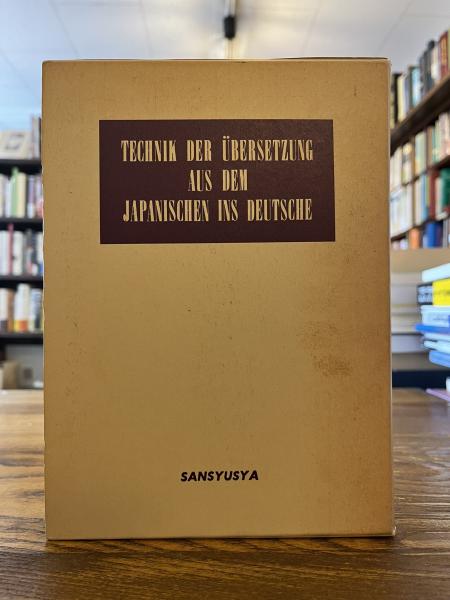 TECHNIK DER ÜBERSETZUNG
AUS DEM
JAPANISCHEN INS DEUTSCHE
SANSYUSYA